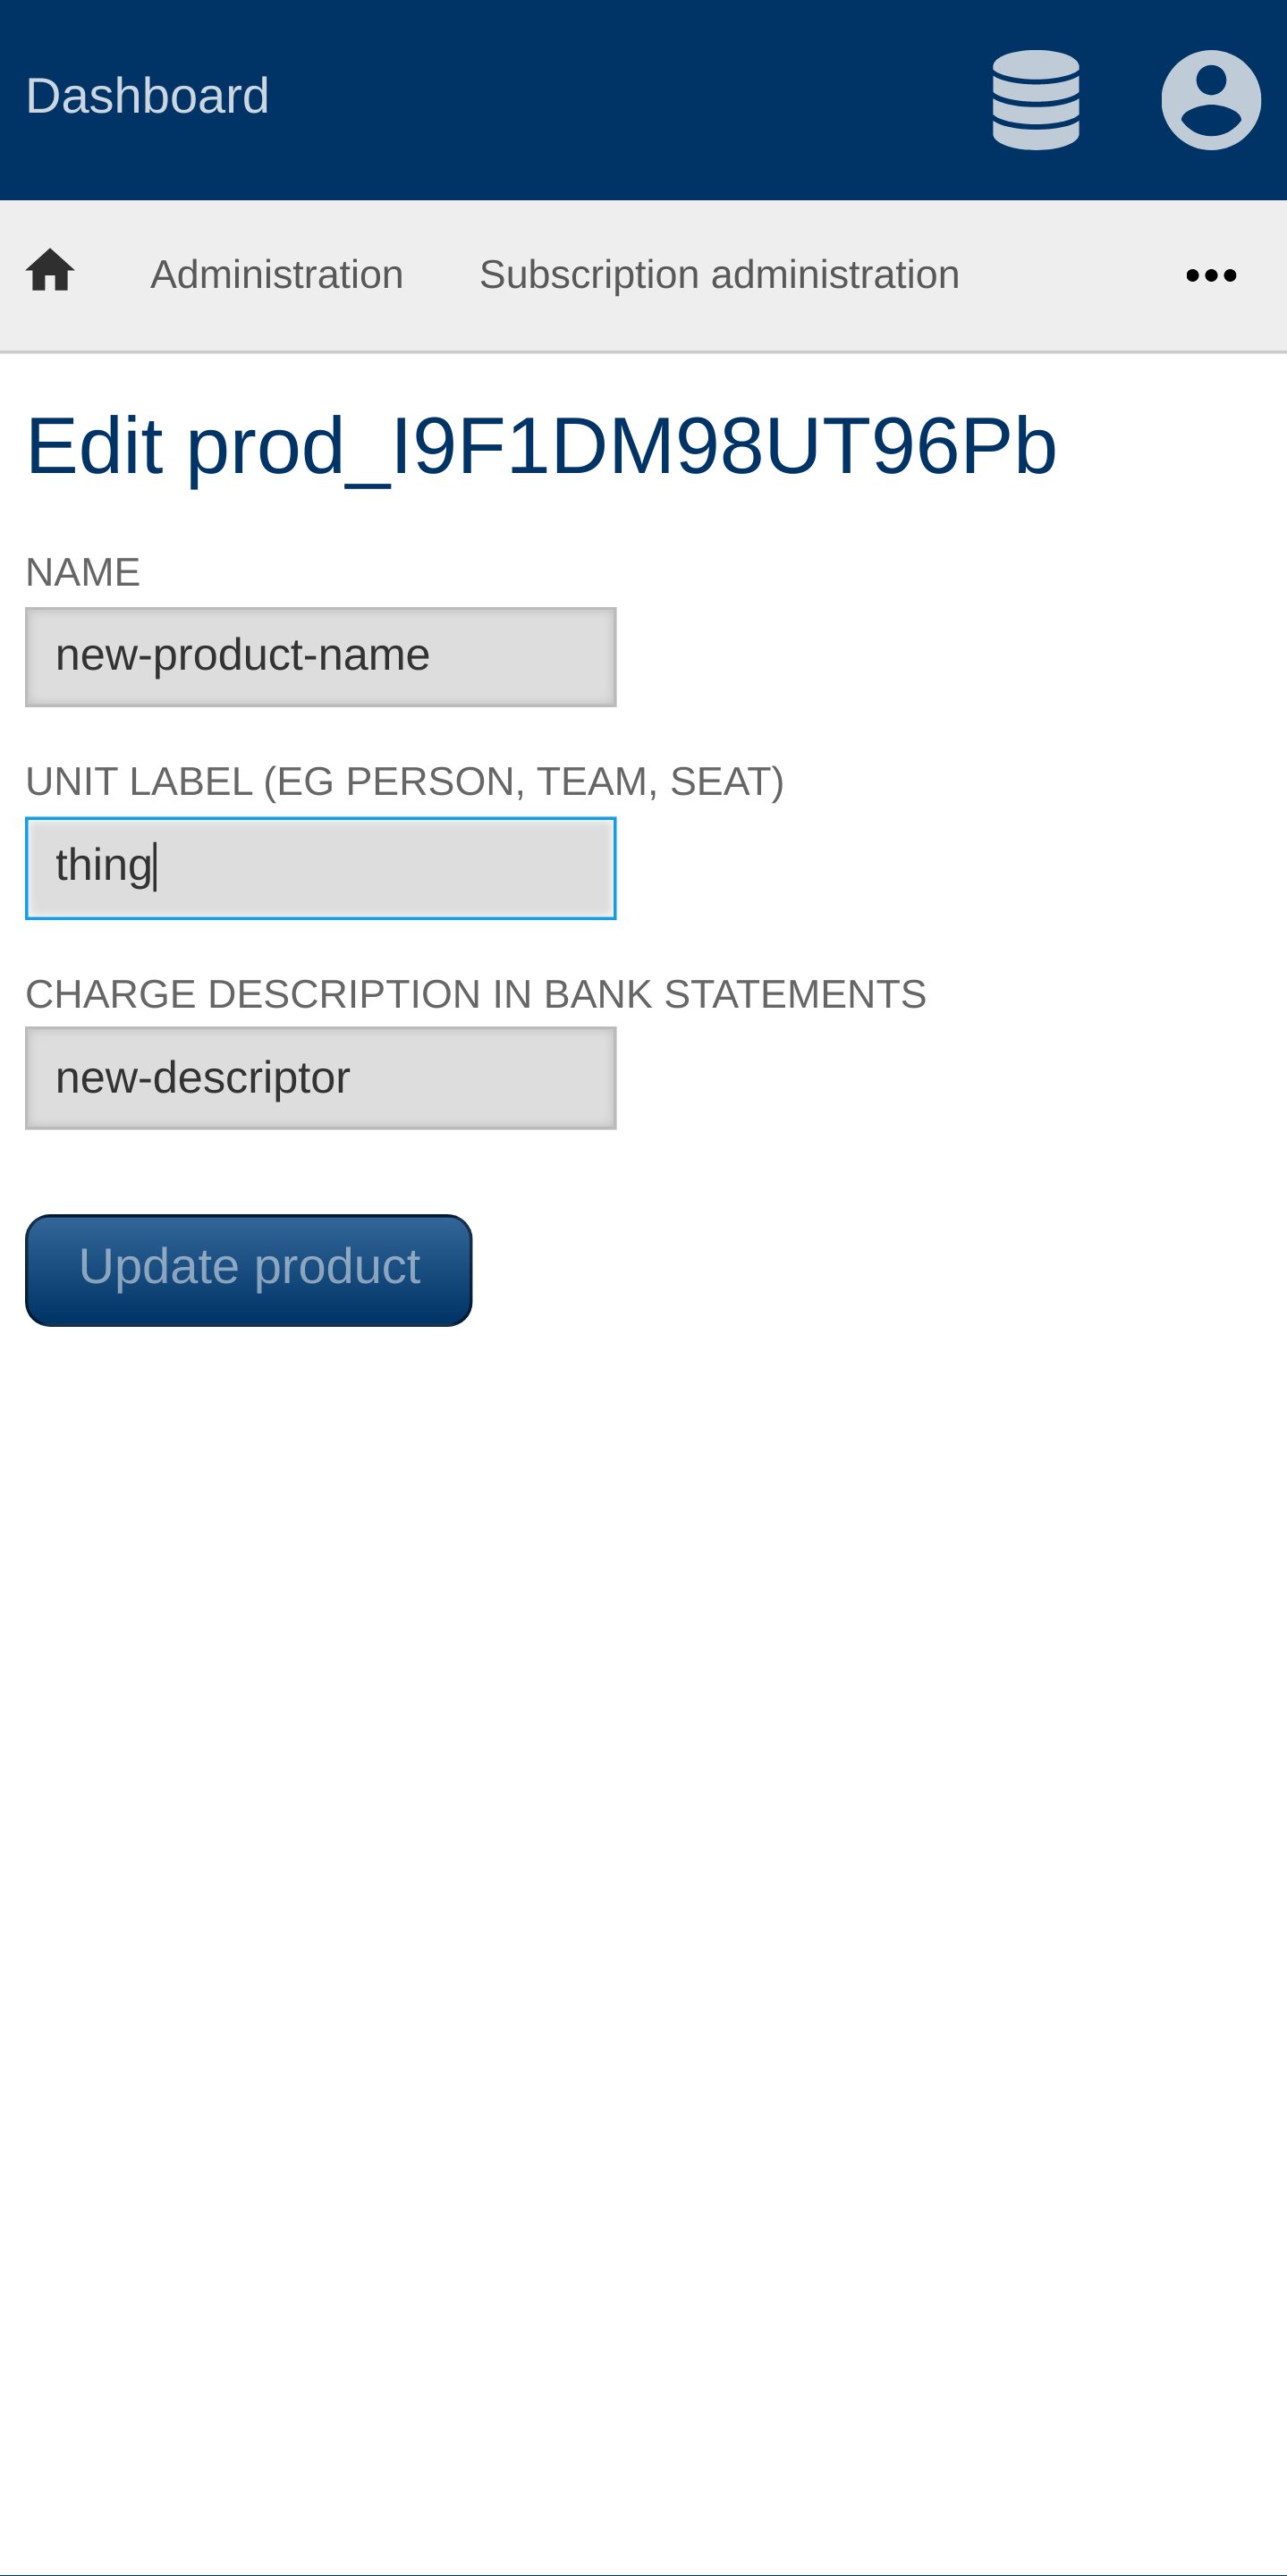 Dashboard
Administration Subscription administration
Edit prod_I9F1DM98UT96Pb
NAME
new-product-name
UNIT LABEL (EG PERSON, TEAM, SEAT)
thing
CHARGE DESCRIPTION IN BANK STATEMENTS
new-descriptor
Update product